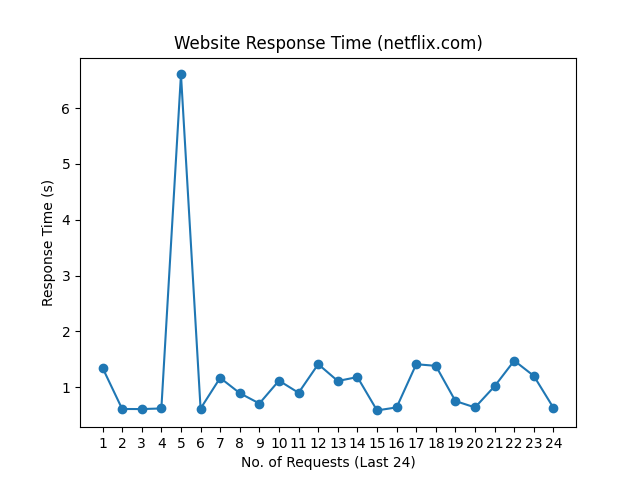 Website Response Time (netflix.com)
Response Time (s)
6
5
4
3
2
1
1 2 3 4 5 6 7 8 9 10 11 12 13 14 15 16 17 18 19 20 21 22 23 24
No. of Requests (Last 24)